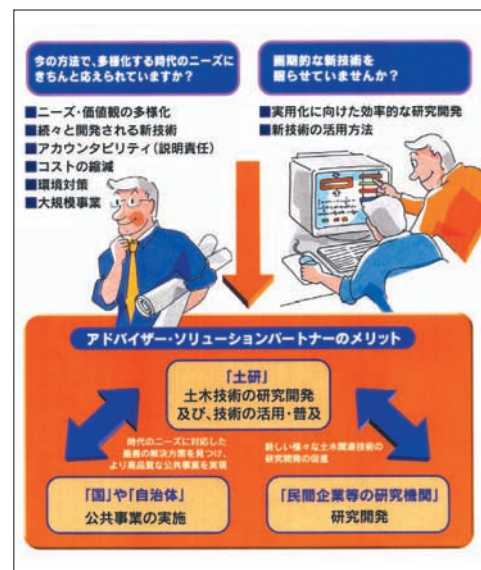 今の方法で、多様化する時代のニーズに
きちんと応えられていますか？
■ニーズ・価値観の多様化
■続々と開発される新技術
■アカウンタビリティ（説明責任）
■コストの縮減
■環境対策
■大規模事業
画期的な新技術を
眠らせていませんか？
■実用化に向けた効率的な研究開発
■新技術の活用方法
アドバイザー・ソリューションパートナーのメリット
「土研」
土木技術の研究開発
及び、技術の活用・普及
時代のニーズに対応した
最善の解決方策を見つけ、
より高品質な公共事業を実現
新しい様々な土木関連技術の
研究開発の促進
「国」や「自治体」
公共事業の実施
「民間企業等の研究機関」
研究開発